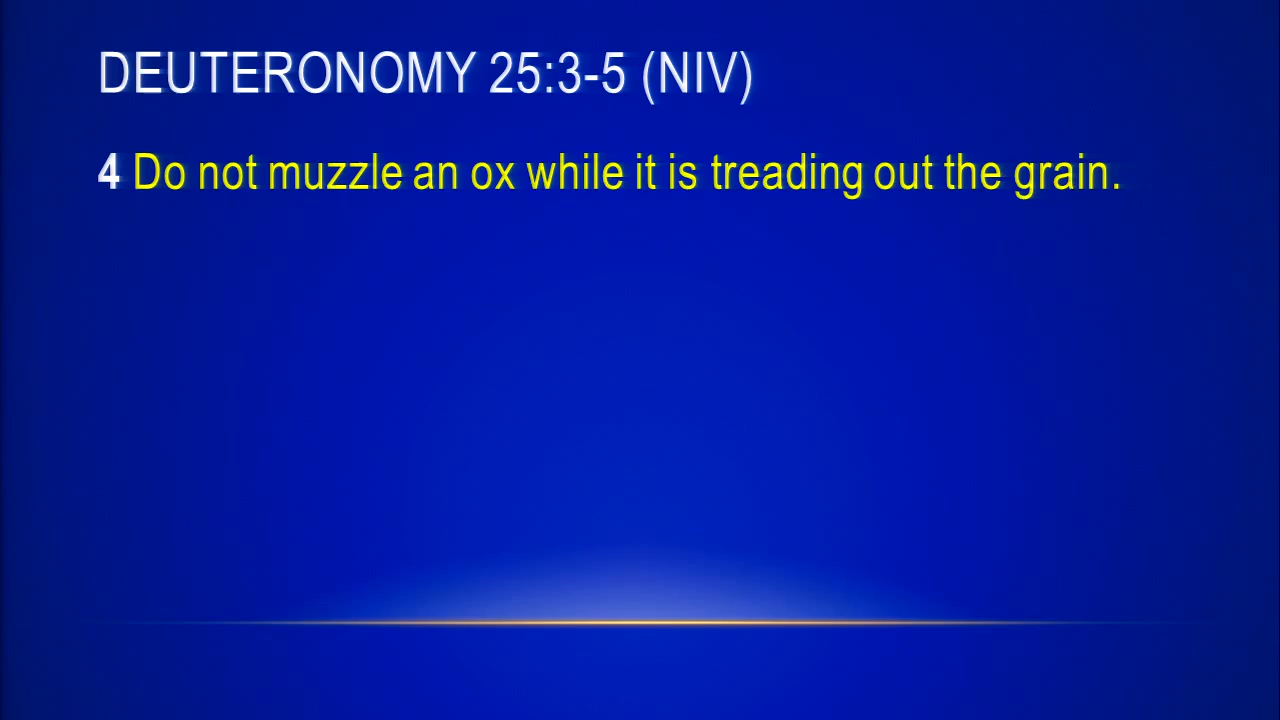 DEUTERONOMY 25:3-5 (NIV)
4 Do not muzzle an ox while it is treading out the grain.